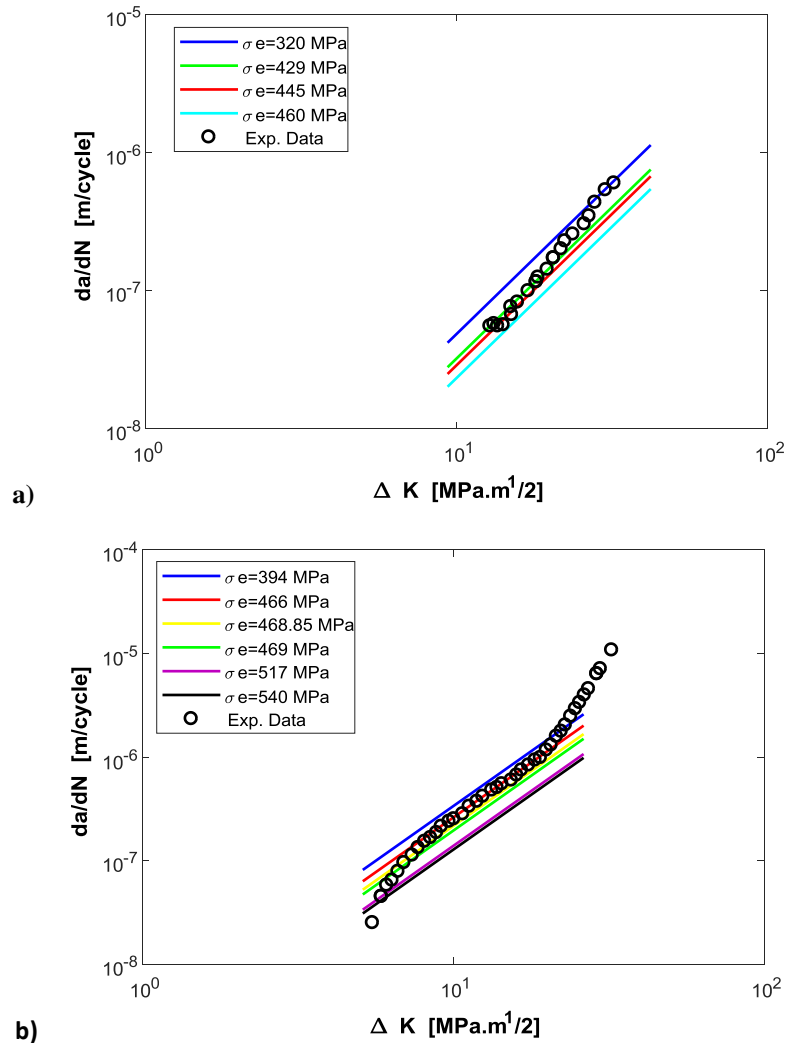 10^-5
σ e=320 MPa
σ e=429 MPa
σ e=445 MPa
σ e=460 MPa
Exp. Data
10^-6
da/dN [m/cycle]
10^-7
10^-8
10^0
10^1
10^2
a)
Δ K [MPa.m^1/2]
10^-4
σ e=394 MPa
σ e=466 MPa
σ e=468.85 MPa
σ e=469 MPa
σ e=517 MPa
σ e=540 MPa
Exp. Data
10^-5
10^-6
da/dN [m/cycle]
10^-7
10^-8
10^0
10^1
10^2
b)
Δ K [MPa.m^1/2]